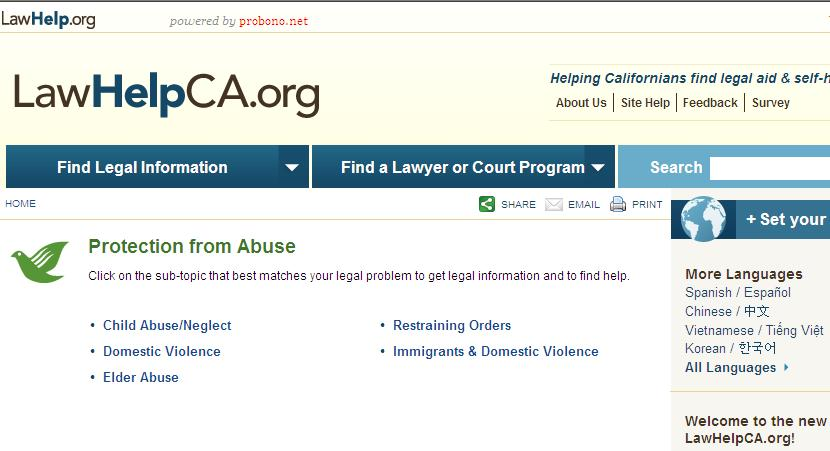 LawHelp.org
powered by probono.net
LawHelpCA.org
Helping Californians find legal aid & self-h
About Us | Site Help | Feedback | Survey
Find Legal Information
Find a Lawyer or Court Program
Search
HOME
SHARE EMAIL PRINT
+ Set your
Protection from Abuse
Click on the sub-topic that best matches your legal problem to get legal information and to find help.
• Child Abuse/Neglect
• Domestic Violence
• Elder Abuse
• Restraining Orders
• Immigrants & Domestic Violence
More Languages
Spanish / Español
Chinese / 中文
Vietnamese / Tiếng Việt
Korean / 한국어
All Languages
Welcome to the new
LawHelpCA.org!